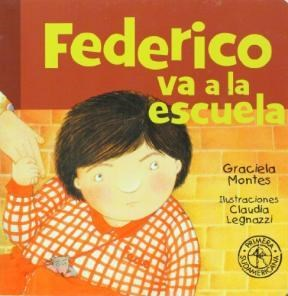 Federico
va a la
escuela
Graciela
Montes
Ilustraciones
Claudia
Legnazzi
PRIMERA
SUDAMERICANA